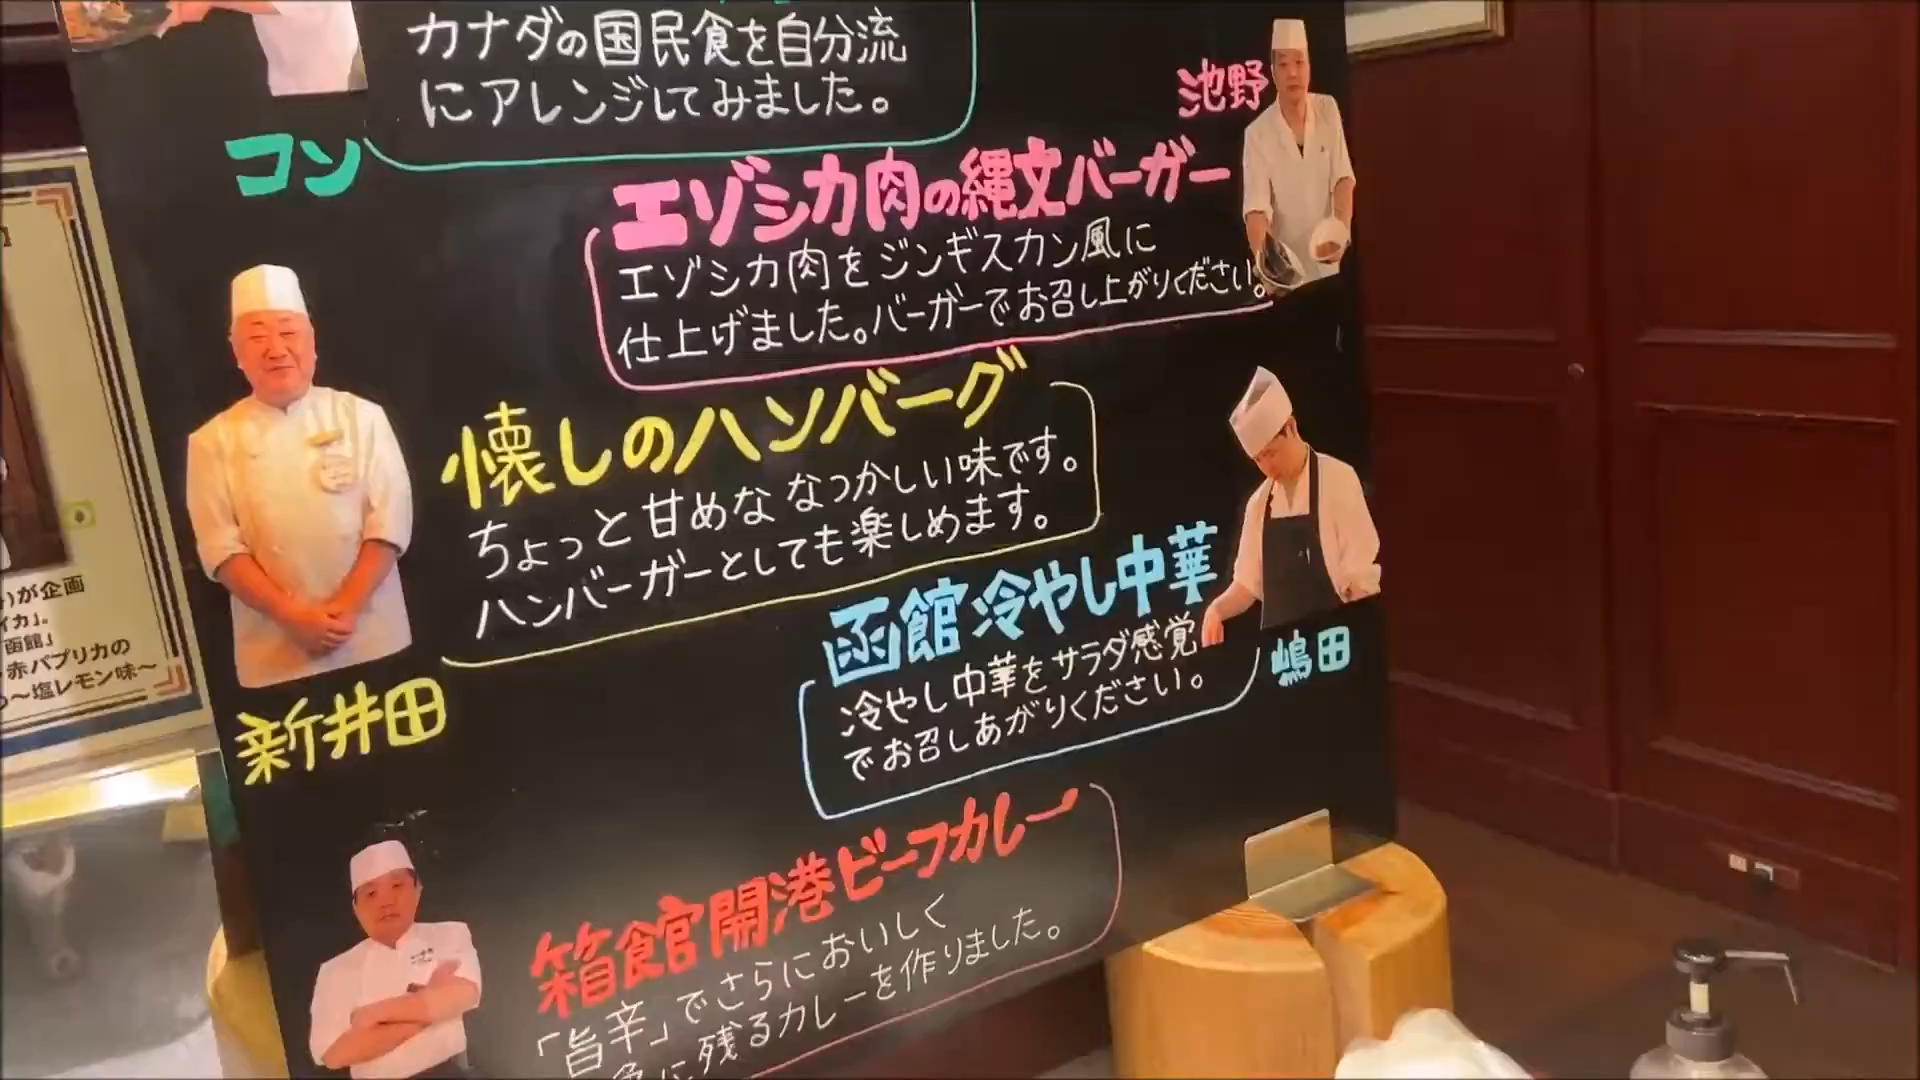 カナダの国民食を自分流
にアレンジしてみました。
コン
池野
エゾシカ肉の縄文バーガー
エゾシカ肉をジンギスカン風に
仕上げました。バーガーでお召し上がりください。
懐しのハンバーグ
ちょっと甘めな なつかしい味です。
ハンバーガーとしても楽しめます。
新井田
函館冷やし中華
冷やし中華をサラダ感覚
でお召しあがりください。
嶋田
箱館開港ビーフカレー
「旨辛」でさらにおいしく
に残るカレーを作りました。
が企画
イカ」。
函館」
赤パプリカの
〜塩レモン味〜